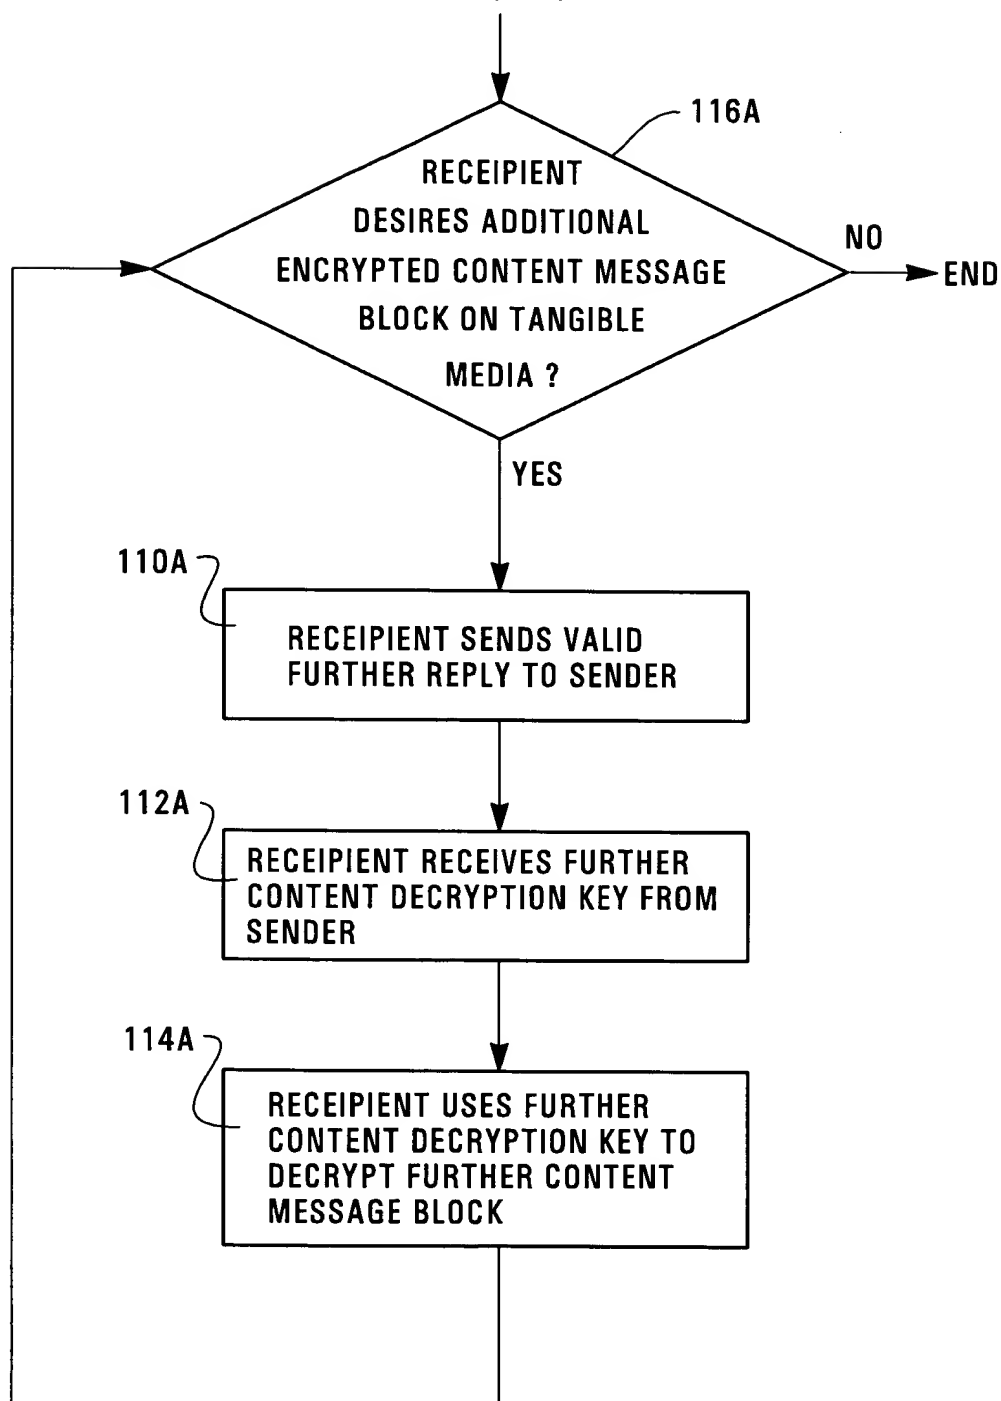 116A
RECEIPIENT
DESIRES ADDITIONAL
ENCRYPTED CONTENT MESSAGE
BLOCK ON TANGIBLE
MEDIA ?
NO
END
YES
110A
RECEIPIENT SENDS VALID
FURTHER REPLY TO SENDER
112A
RECEIPIENT RECEIVES FURTHER
CONTENT DECRYPTION KEY FROM
SENDER
114A
RECEIPIENT USES FURTHER
CONTENT DECRYPTION KEY TO
DECRYPT FURTHER CONTENT
MESSAGE BLOCK